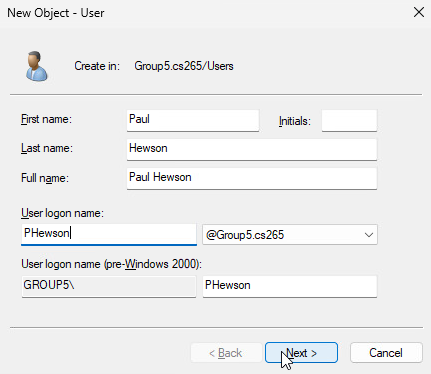 New Object - User
Create in: Group5.cs265/Users
First name: Paul Initials:
Last name: Hewson
Full name: Paul Hewson
User logon name:
PHewson @Group5.cs265
User logon name (pre-Windows 2000):
GROUP5\ PHewson
< Back Next > Cancel